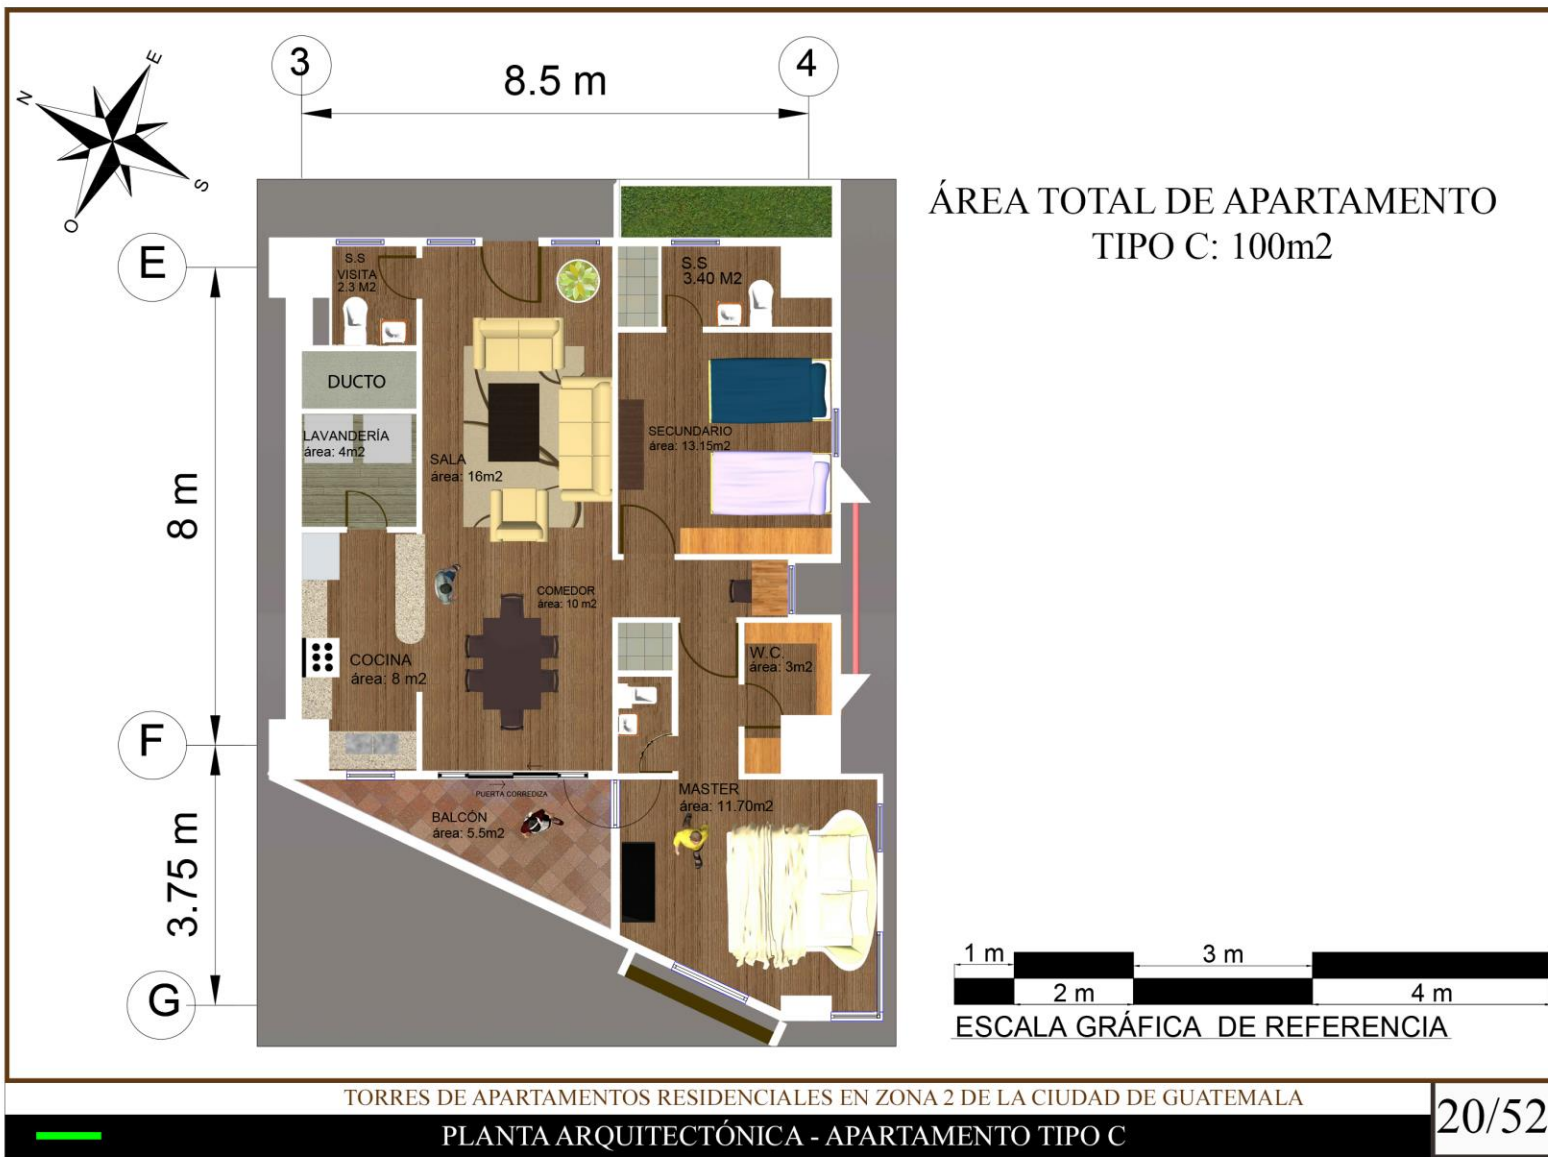 N
E
S
O
3
8.5 m
4
ÁREA TOTAL DE APARTAMENTO
TIPO C: 100m2
E
S.S
VISITA
2.3 M2
S.S
3.40 M2
DUCTO
LAVANDERÍA
área: 4m2
SALA
área: 16m2
SECUNDARIO
área: 13.15m2
8 m
COMEDOR
área: 10 m2
COCINA
área: 8 m2
W.C.
área: 3m2
F
PUERTA CORREDIZA
BALCÓN
área: 5.5m2
MASTER
área: 11.70m2
3.75 m
G
1 m
3 m
2 m
4 m
ESCALA GRÁFICA DE REFERENCIA
TORRES DE APARTAMENTOS RESIDENCIALES EN ZONA 2 DE LA CIUDAD DE GUATEMALA
PLANTA ARQUITECTÓNICA - APARTAMENTO TIPO C
20/52